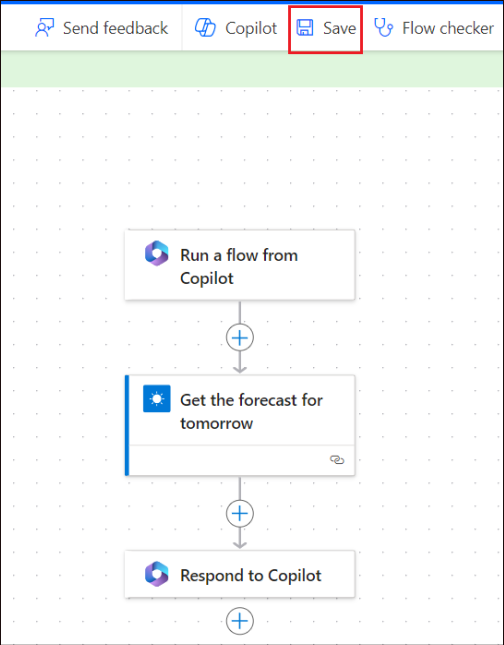 Send feedback Copilot Save Flow checker
Run a flow from
Copilot
Get the forecast for
tomorrow
Respond to Copilot